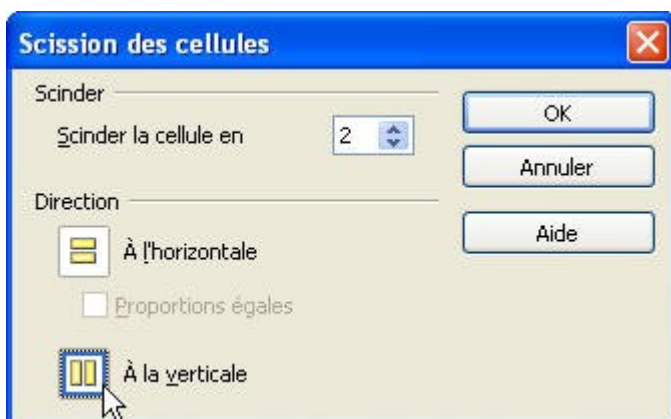 Scission des cellules
Scinder
Scinder la cellule en 2
OK
Annuler
Direction
Aide
À l'horizontale
Proportions égales
À la verticale